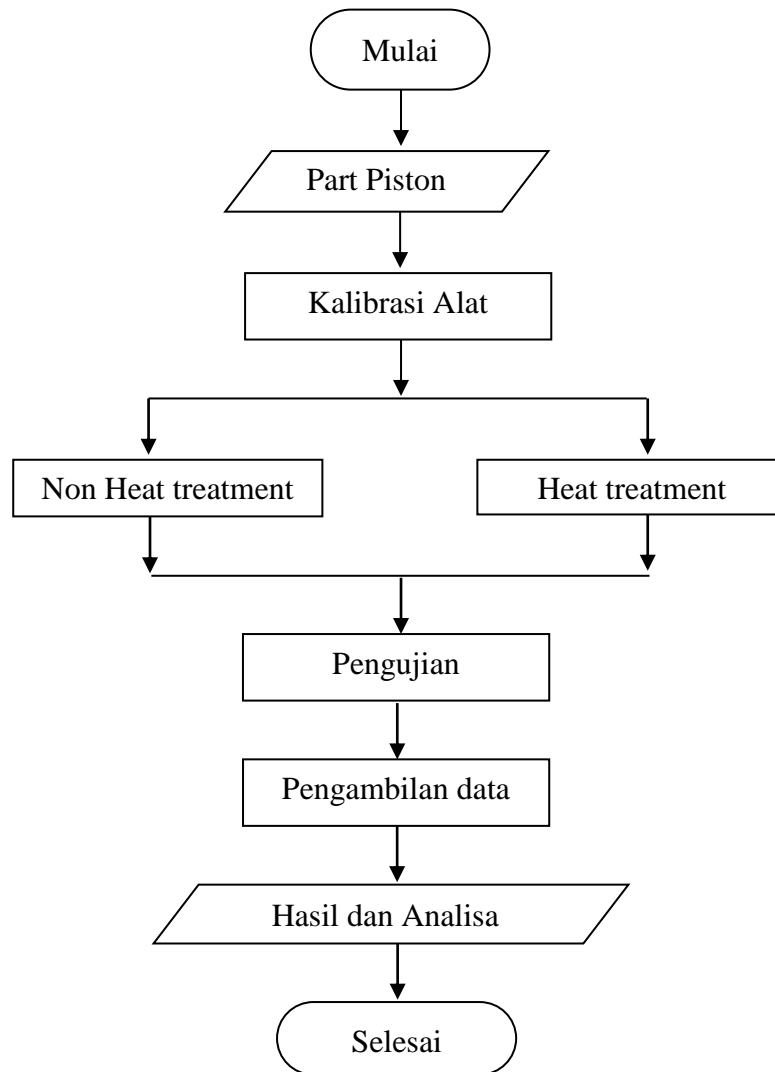 Mulai
Part Piston
Kalibrasi Alat
Non Heat treatment
Heat treatment
Pengujian
Pengambilan data
Hasil dan Analisa
Selesai